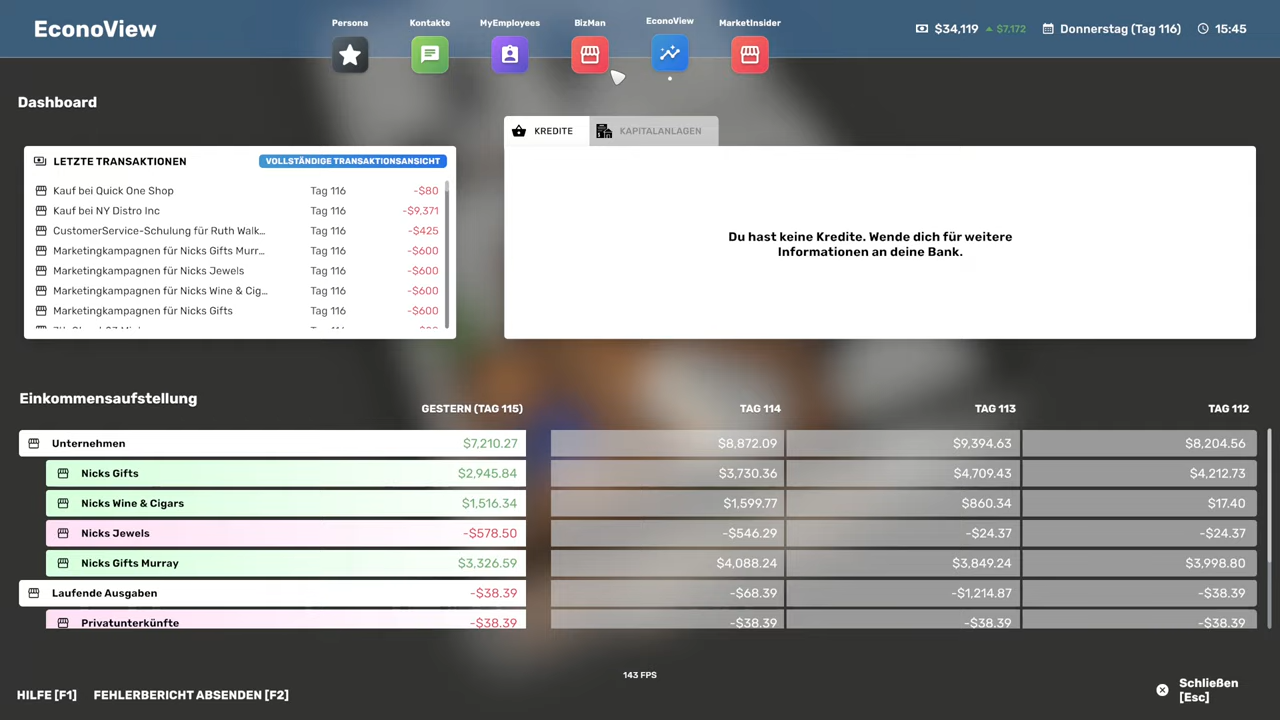 EconoView
Persona
Kontakte
MyEmployees
BizMan
EconoView
MarketInsider
$34,119 $7,172 Donnerstag (Tag 116) 15:45
Dashboard
KREDITE KAPITALANLAGEN
LETZTE TRANSAKTIONEN VOLLSTÄNDIGE TRANSAKTIONSANSICHT
Kauf bei Quick One Shop Tag 116 -$80
Kauf bei NY Distro Inc Tag 116 -$9,371
CustomerService-Schulung für Ruth Walk... Tag 116 -$425
Marketingkampagnen für Nicks Gifts Murr... Tag 116 -$600
Marketingkampagnen für Nicks Jewels Tag 116 -$600
Marketingkampagnen für Nicks Wine & Cig... Tag 116 -$600
Marketingkampagnen für Nicks Gifts Tag 116 -$600
Du hast keine Kredite. Wende dich für weitere
Informationen an deine Bank.
Einkommensaufstellung
GESTERN (TAG 115) TAG 114 TAG 113 TAG 112
Unternehmen $7,210.27 $8,872.09 $9,394.63 $8,204.56
Nicks Gifts $2,945.84 $3,730.36 $4,709.43 $4,212.73
Nicks Wine & Cigars $1,516.34 $1,599.77 $860.34 $17.40
Nicks Jewels -$578.50 -$546.29 -$24.37 -$24.37
Nicks Gifts Murray $3,326.59 $4,088.24 $3,849.24 $3,998.80
Laufende Ausgaben -$38.39 -$68.39 -$1,214.87 -$38.39
Privatunterkünfte -$38.39 -$38.39 -$38.39 -$38.39
143 FPS
HILFE [F1] FEHLERBERICHT ABSENDEN [F2]
Schließen
[Esc]